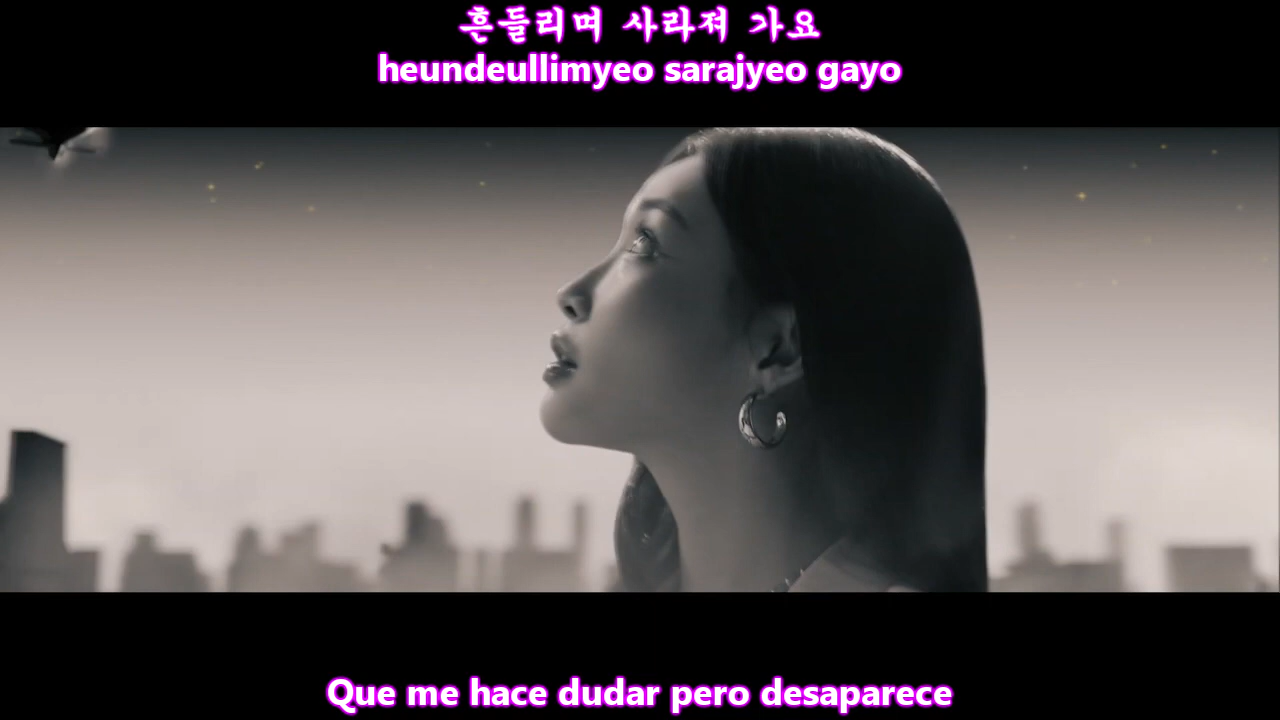 흔들리며 사라져 가요
heundeullimyeo sarajyeo gayo
Que me hace dudar pero desaparece